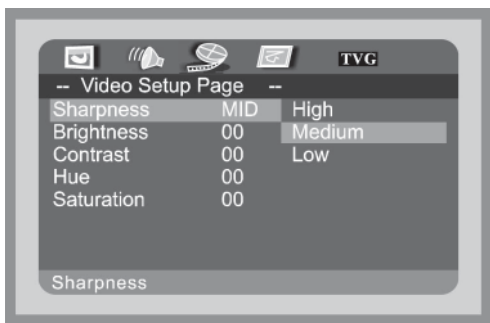 TVG
-- Video Setup Page --
Sharpness MID High
Brightness 00 Medium
Contrast 00 Low
Hue 00
Saturation 00
Sharpness